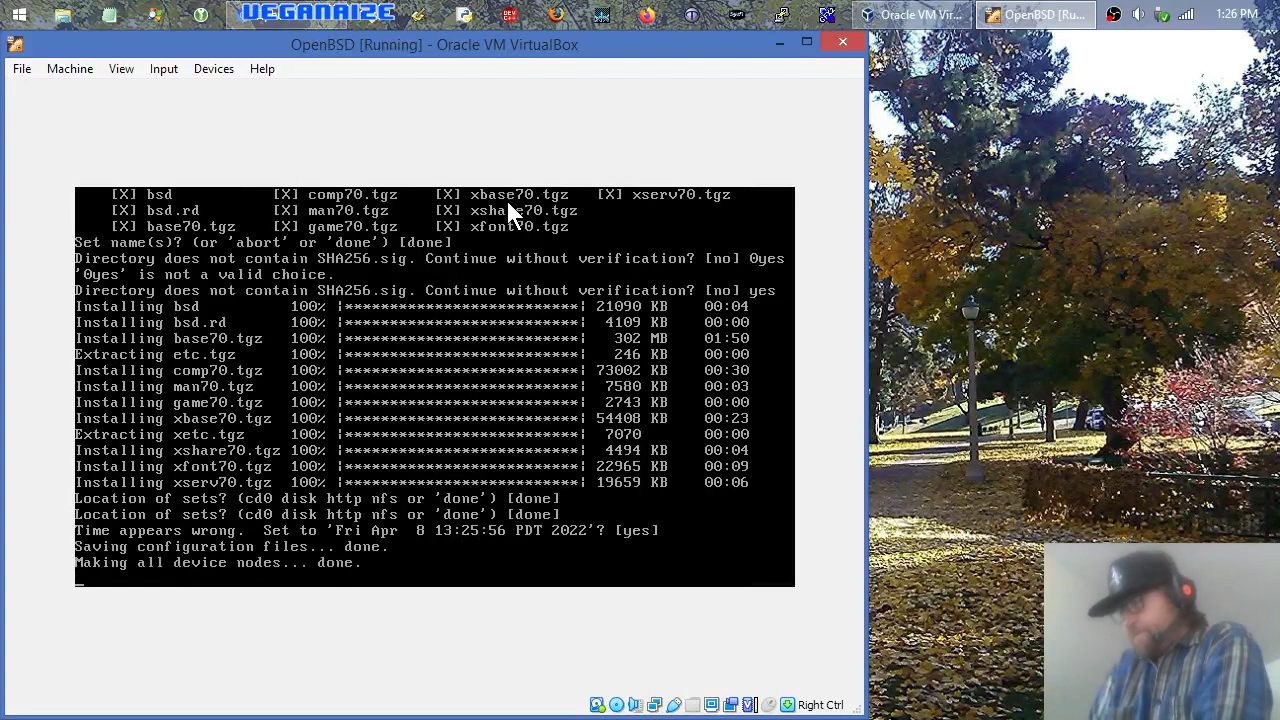 VEGANAIZE
Oracle VM Vir...
OpenBSD [Ru...
1:26 PM
OpenBSD [Running] - Oracle VM VirtualBox
File Machine View Input Devices Help
[X] bsd [X] comp70.tgz [X] xbase70.tgz [X] xserv70.tgz
[X] bsd.rd [X] man70.tgz [X] xshare70.tgz
[X] base70.tgz [X] game70.tgz [X] xfont70.tgz
Set name(s)? (or 'abort' or 'done') [done]
Directory does not contain SHA256.sig. Continue without verification? [no] 0yes
'0yes' is not a valid choice.
Directory does not contain SHA256.sig. Continue without verification? [no] yes
Installing bsd 100% |**************************| 21090 KB 00:04
Installing bsd.rd 100% |**************************| 4109 KB 00:00
Installing base70.tgz 100% |**************************| 302 MB 01:50
Extracting etc.tgz 100% |**************************| 246 KB 00:00
Installing comp70.tgz 100% |**************************| 73002 KB 00:30
Installing man70.tgz 100% |**************************| 7580 KB 00:03
Installing game70.tgz 100% |**************************| 2743 KB 00:00
Installing xbase70.tgz 100% |**************************| 54408 KB 00:23
Extracting xetc.tgz 100% |**************************| 7070 00:00
Installing xshare70.tgz 100% |**************************| 4494 KB 00:04
Installing xfont70.tgz 100% |**************************| 22965 KB 00:09
Installing xserv70.tgz 100% |**************************| 19659 KB 00:06
Location of sets? (cd0 disk http nfs or 'done') [done]
Location of sets? (cd0 disk http nfs or 'done') [done]
Time appears wrong. Set to 'Fri Apr 8 13:25:56 PDT 2022'? [yes]
Saving configuration files... done.
Making all device nodes... done.
Right Ctrl